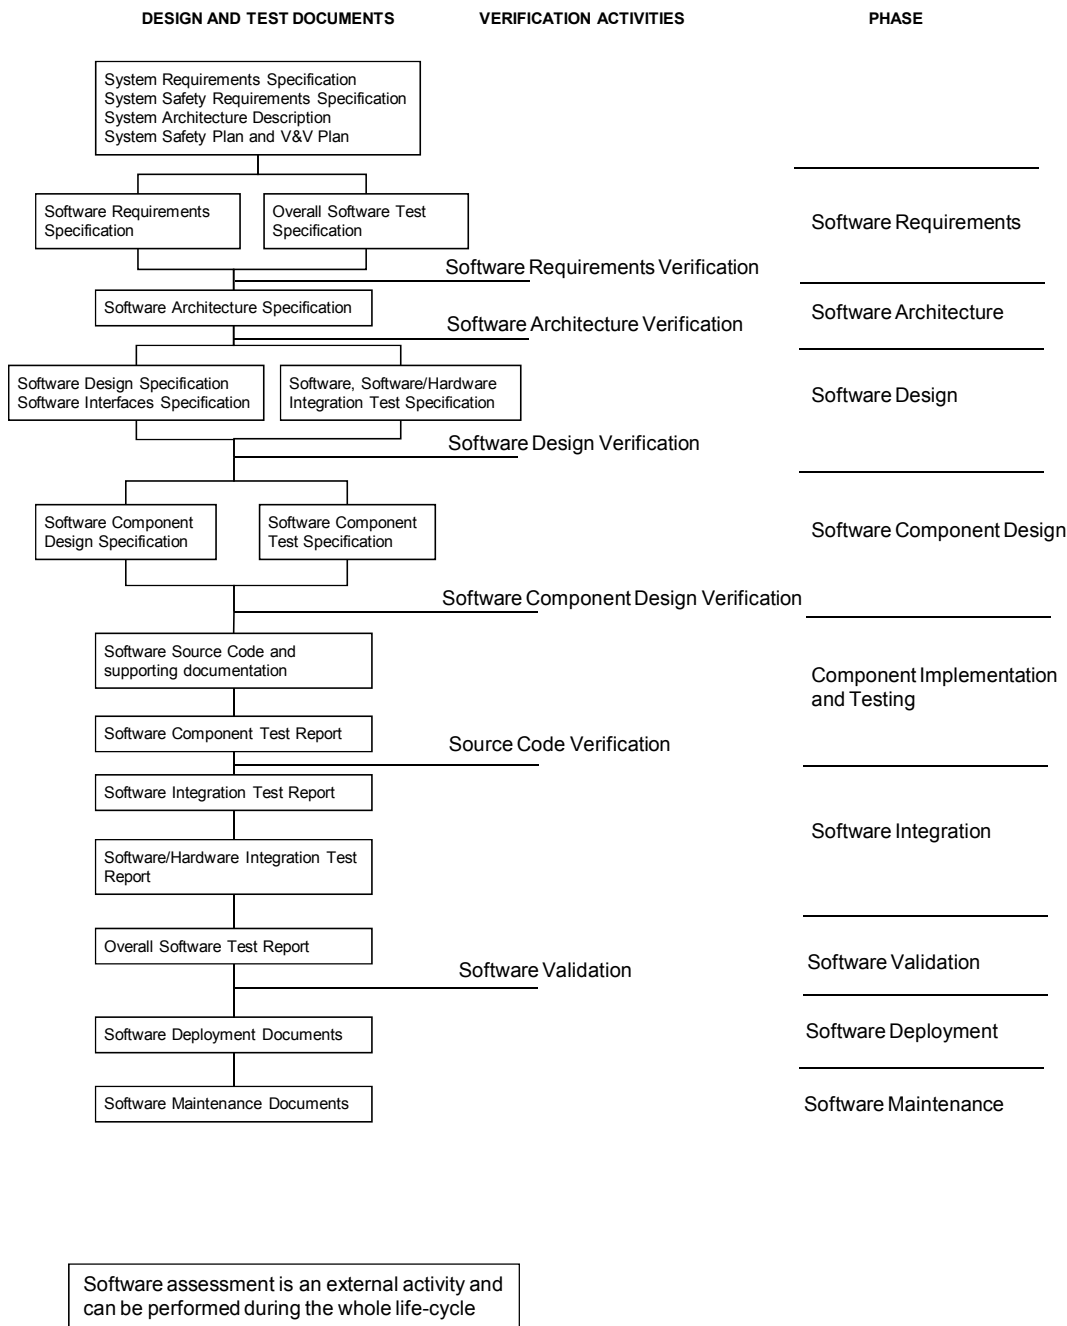 DESIGN AND TEST DOCUMENTS
VERIFICATION ACTIVITIES
PHASE
System Requirements Specification
System Safety Requirements Specification
System Architecture Description
System Safety Plan and V&V Plan
Software Requirements
Specification
Overall Software Test
Specification
Software Requirements
Software Requirements Verification
Software Architecture Specification
Software Architecture
Software Architecture Verification
Software Design Specification
Software Interfaces Specification
Software, Software/Hardware
Integration Test Specification
Software Design
Software Design Verification
Software Component
Design Specification
Software Component
Test Specification
Software Component Design
Software Component Design Verification
Software Source Code and
supporting documentation
Component Implementation
and Testing
Software Component Test Report
Source Code Verification
Software Integration Test Report
Software/Hardware Integration Test
Report
Software Integration
Overall Software Test Report
Software Validation
Software Validation
Software Deployment Documents
Software Deployment
Software Maintenance Documents
Software Maintenance
Software assessment is an external activity and
can be performed during the whole life-cycle